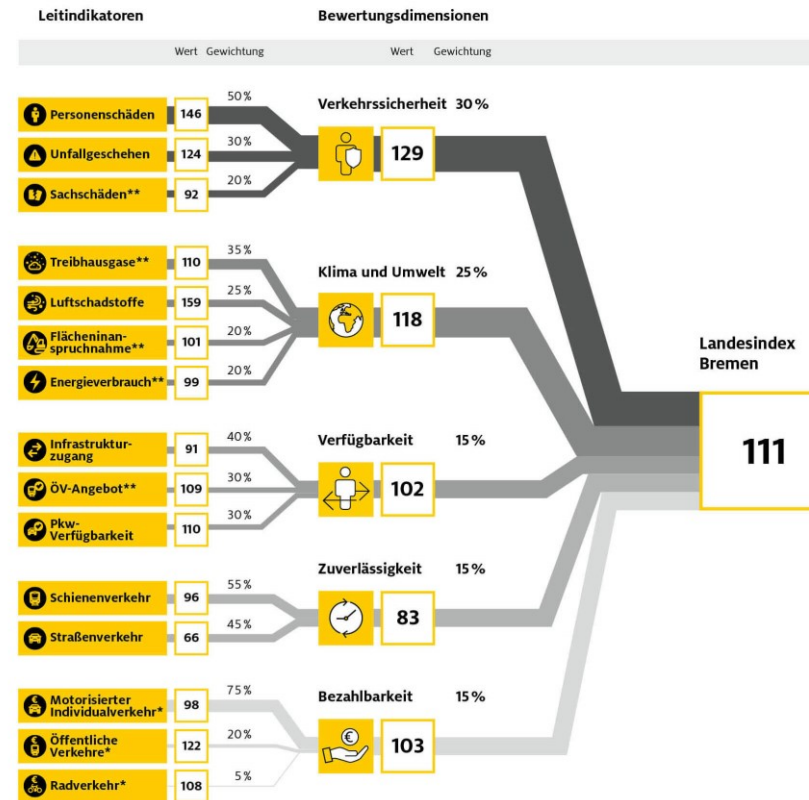 Leitindikatoren
Bewertungsdimensionen
Wert Gewichtung
Wert Gewichtung
Personenschäden 146 50%
Unfallgeschehen 124 30%
Sachschäden** 92 20%
Verkehrssicherheit 30%
129
Treibhausgase** 110 35%
Luftschadstoffe 159 25%
Flächeninan-
spruchnahme** 101 20%
Energieverbrauch** 99 20%
Klima und Umwelt 25%
118
Infrastruktur-
zugang 91 40%
ÖV-Angebot** 109 30%
Pkw-
Verfügbarkeit 110 30%
Verfügbarkeit 15%
102
Schienenverkehr 96 55%
Straßenverkehr 66 45%
Zuverlässigkeit 15%
83
Motorisierter
Individualverkehr* 98 75%
Öffentliche
Verkehre* 122 20%
Radverkehr* 108 5%
Bezahlbarkeit 15%
€
103
Landesindex
Bremen
111